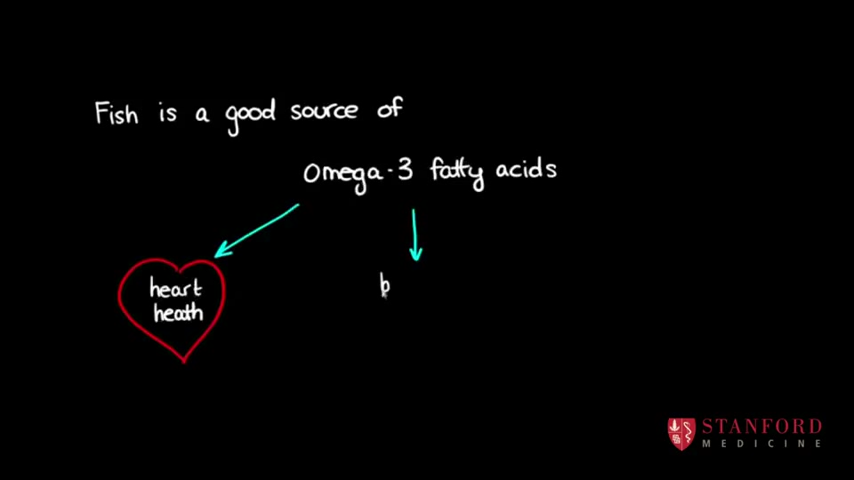 Fish is a good source of
Omega-3 fatty acids
heart
heath
b
STANFORD
MEDICINE